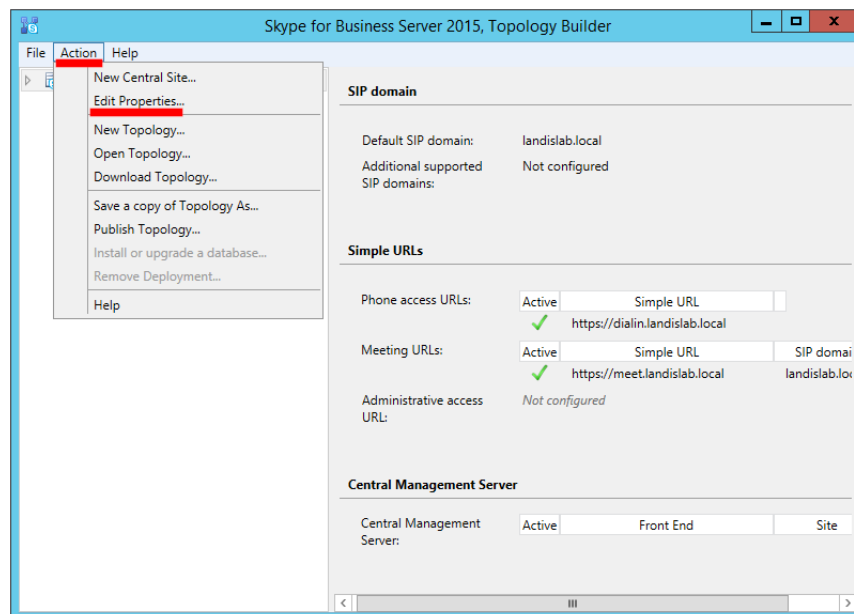 Skype for Business Server 2015, Topology Builder
File Action Help
New Central Site...
Edit Properties...
New Topology...
Open Topology...
Download Topology...
Save a copy of Topology As...
Publish Topology...
Install or upgrade a database...
Remove Deployment...
Help
SIP domain
Default SIP domain: landislab.local
Additional supported Not configured
SIP domains:
Simple URLs
Phone access URLs: Active Simple URL
https://dialin.landislab.local
Meeting URLs: Active Simple URL SIP domai
https://meet.landislab.local landislab.loc
Administrative access Not configured
URL:
Central Management Server
Central Management Active Front End Site
Server: